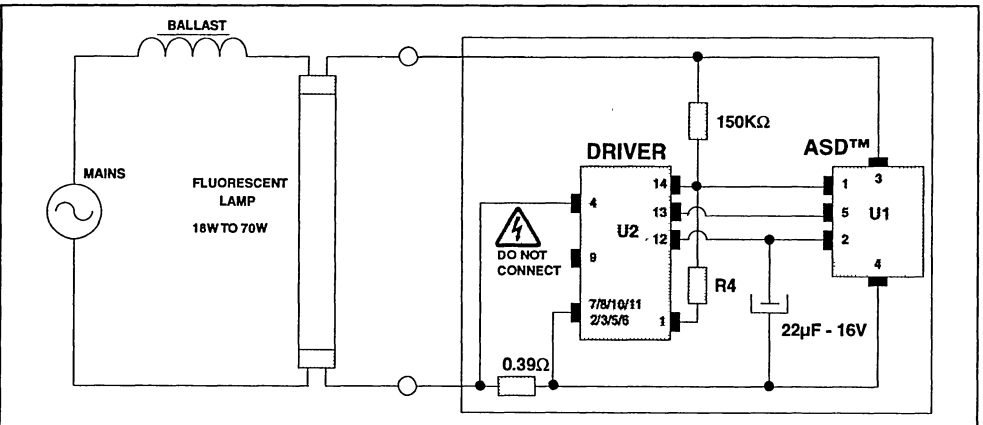 BALLAST
MAINS
FLUORESCENT
LAMP
18W TO 70W
150KΩ
DRIVER
ASD™
14
1
3
4
13
5
U1
U2
12
2
DO NOT
CONNECT
9
4
R4
7/8/10/11
2/3/5/6
1
22µF - 16V
0.39Ω